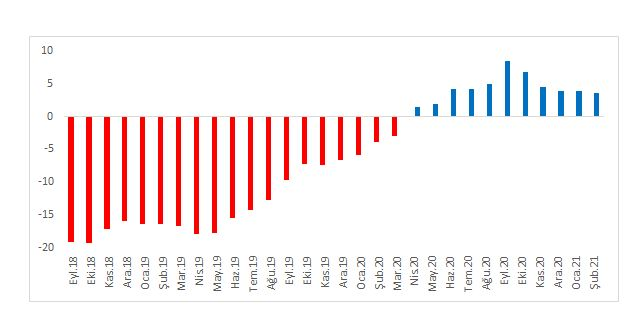 10
5
0
-5
-10
-15
-20
Eyl.18
Eki.18
Kas.18
Ara.18
Oca.19
Şub.19
Mar.19
Nis.19
May.19
Haz.19
Tem.19
Ağu.19
Eyl.19
Eki.19
Kas.19
Ara.19
Oca.20
Şub.20
Mar.20
Nis.20
May.20
Haz.20
Tem.20
Ağu.20
Eyl.20
Eki.20
Kas.20
Ara.20
Oca.21
Şub.21